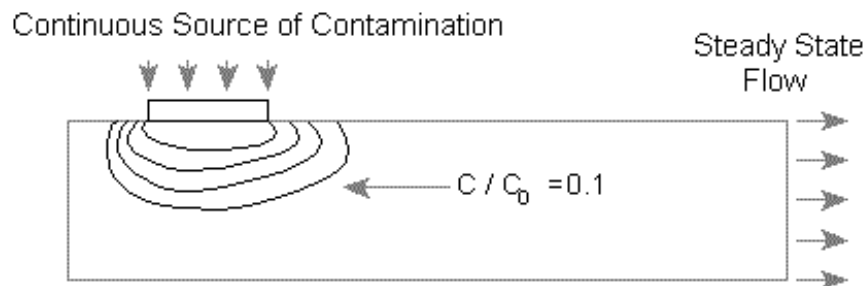 Continuous Source of Contamination
Steady State
Flow
C / C0 = 0.1